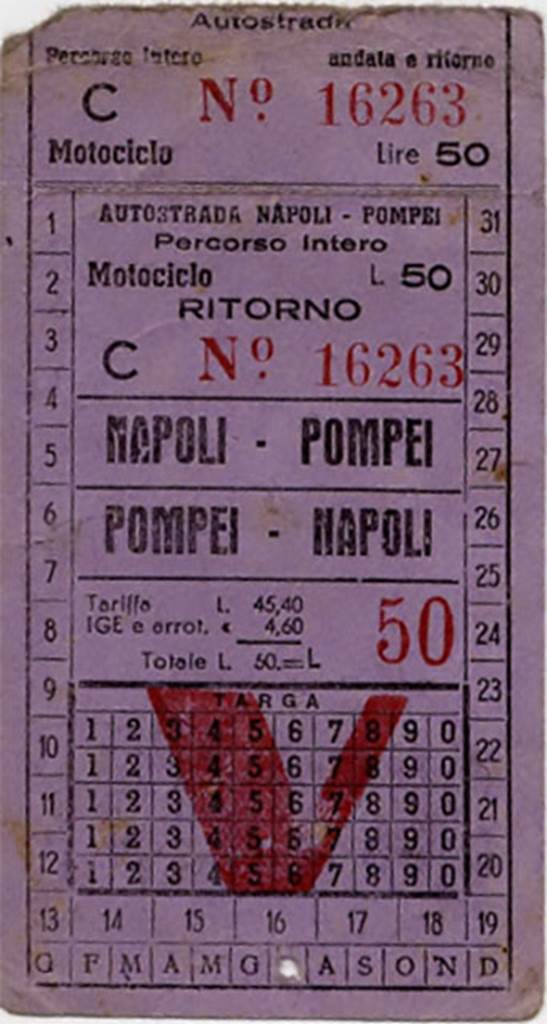 Autostrada
Percorso Intero andata e ritorno
C Nº 16263
Motociclo Lire 50
AUTOSTRADA NAPOLI - POMPEI
Percorso Intero
Motociclo L 50
RITORNO
C Nº 16263
NAPOLI - POMPEI
POMPEI - NAPOLI
Tariffa L. 45,40
IGE e arrot. « 4,60
Totale L. 50.=L
50
TARGA
1 2 3 4 5 6 7 8 9 0
1 2 3 4 5 6 7 8 9 0
1 2 3 4 5 6 7 8 9 0
1 2 3 4 5 6 7 8 9 0
1 2 3 4 5 6 7 8 9 0
V
1 31
2 30
3 29
4 28
5 27
6 26
7 25
8 24
9 23
10 22
11 21
12 20
13 14 15 16 17 18 19
G F M A M G A S O N D